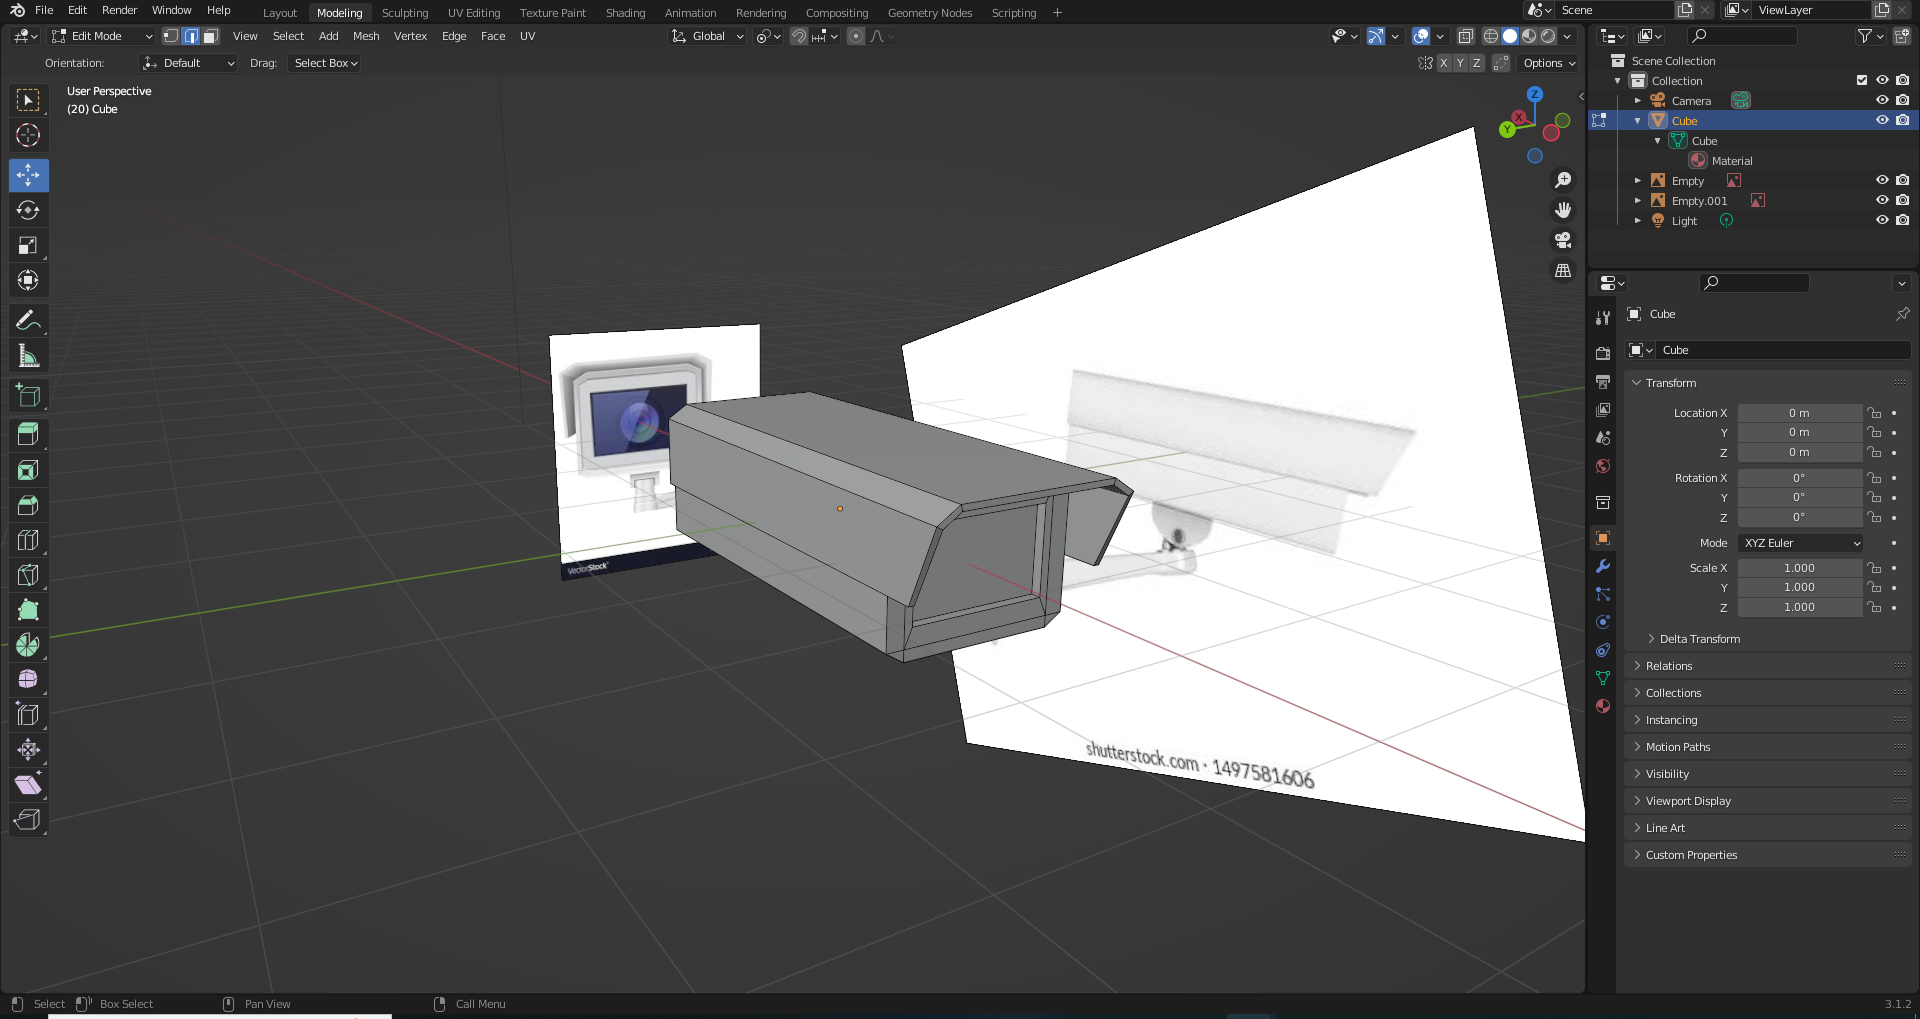 File Edit Render Window Help Layout Modeling Sculpting UV Editing Texture Paint Shading Animation Rendering Compositing Geometry Nodes Scripting + Scene ViewLayer
Edit Mode View Select Add Mesh Vertex Edge Face UV Global
Orientation: Default Drag: Select Box X Y Z Options
User Perspective
(20) Cube
Z
X
Y
VectorStock
shutterstock.com · 1497581606
Scene Collection
Collection
Camera
Cube
Cube
Material
Empty
Empty.001
Light
Cube
Cube
Transform
Location X 0 m
Y 0 m
Z 0 m
Rotation X 0°
Y 0°
Z 0°
Mode XYZ Euler
Scale X 1.000
Y 1.000
Z 1.000
Delta Transform
Relations
Collections
Instancing
Motion Paths
Visibility
Viewport Display
Line Art
Custom Properties
Select Box Select Pan View Call Menu 3.1.2